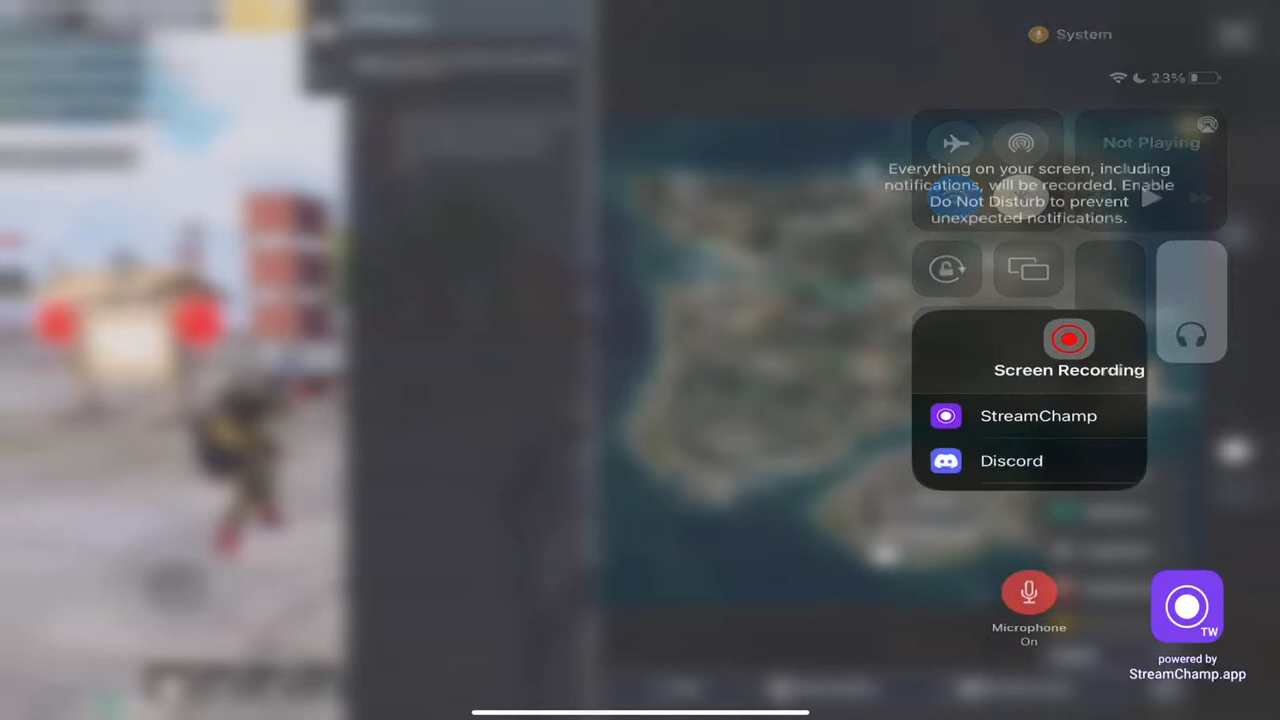 System
23%
Not Playing
Everything on your screen, including
notifications, will be recorded. Enable
Do Not Disturb to prevent
unexpected notifications.
Screen Recording
StreamChamp
Discord
Microphone
On
TW
powered by
StreamChamp.app